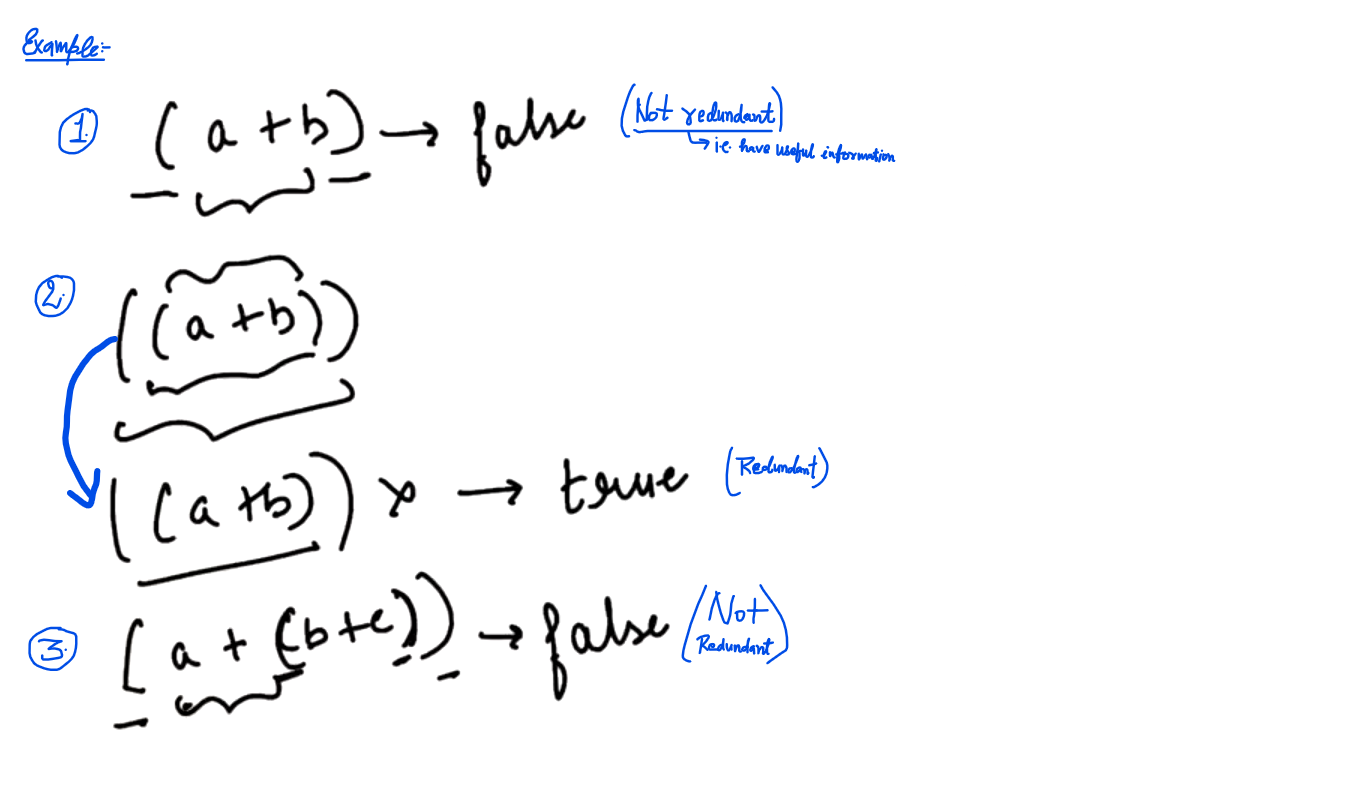 Example:-
1. (a + b) → false (Not redundant)
↳ i.e. have useful information
2. ((a + b))
((a + b)) x → true (Redundant)
3. (a + (b + c)) → false (Not Redundant)